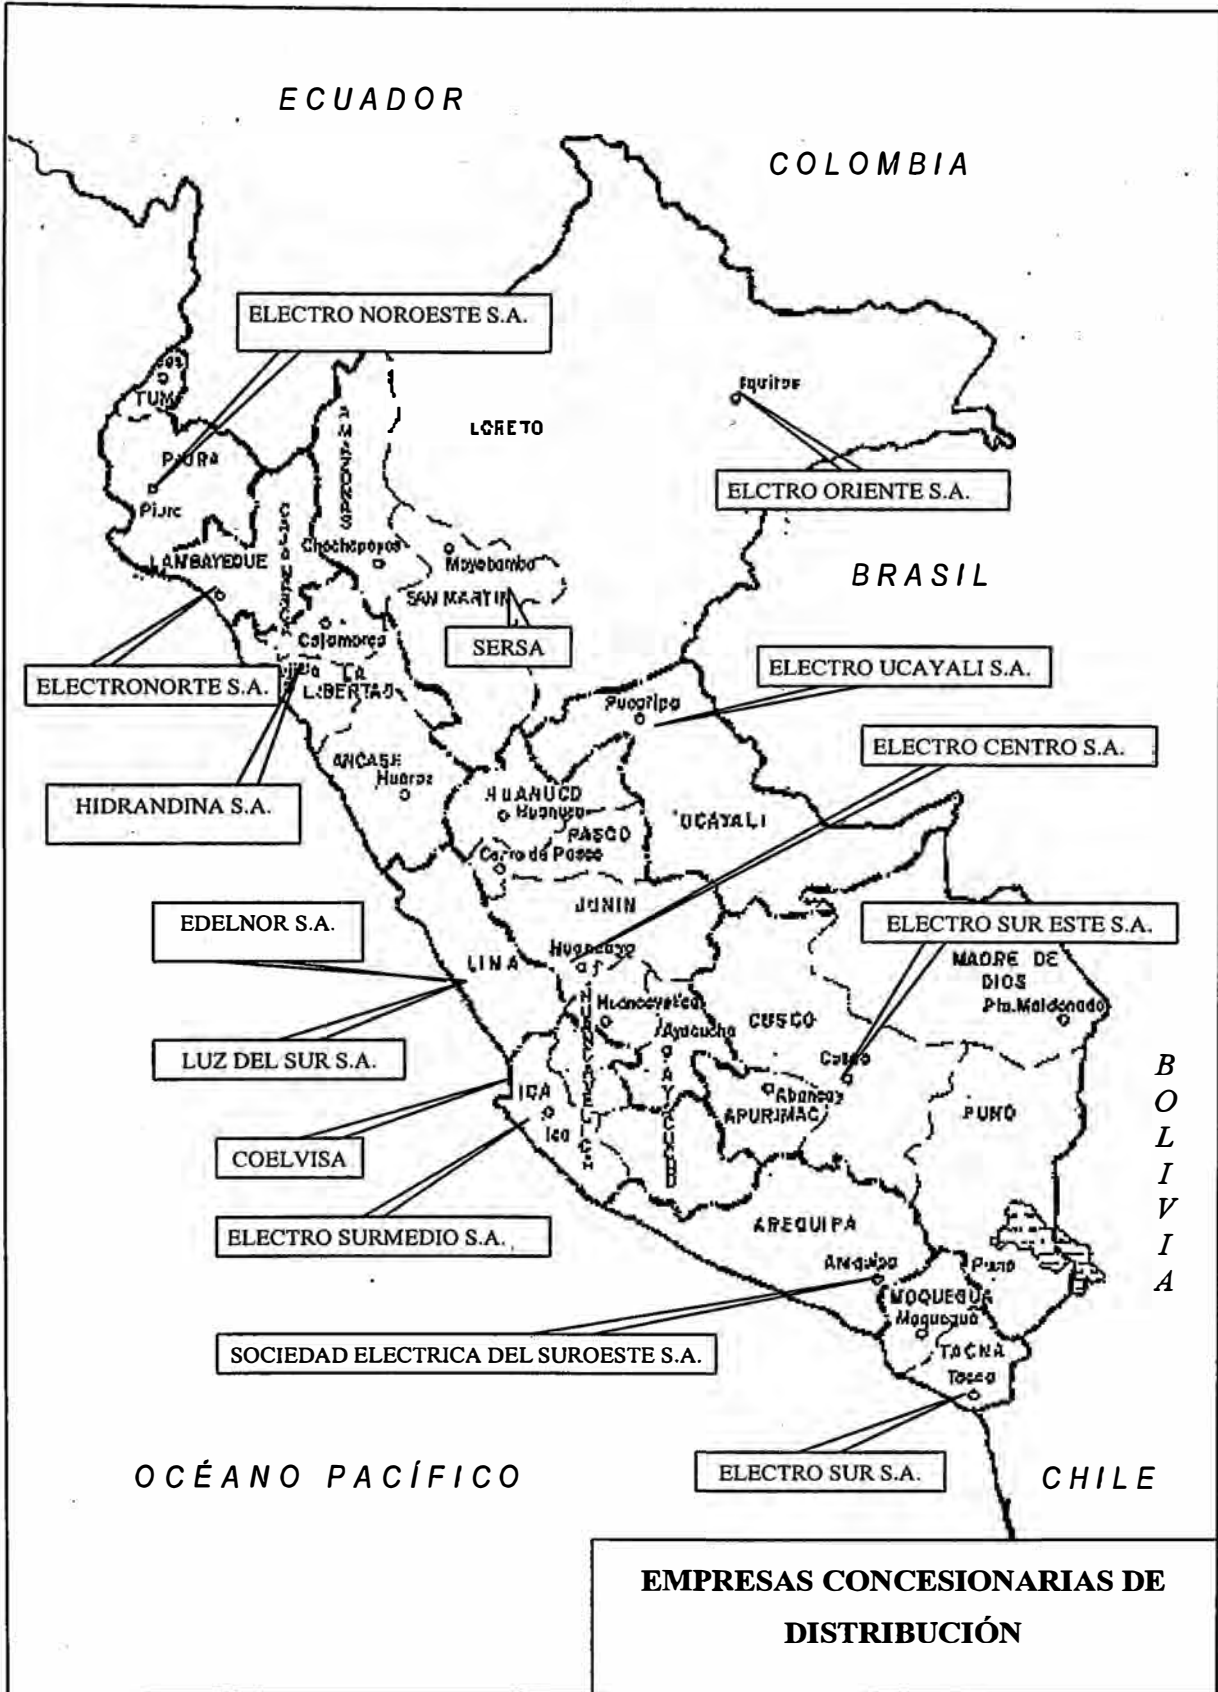 ECUADOR
COLOMBIA
ELECTRO NOROESTE S.A.
TUM
LORETO
AMAZONAS
PIURA
ELCTRO ORIENTE S.A.
LAMBAYEQUE
Chachapoyas
Moyobamba
BRASIL
SAN MARTIN
Cajamarca
SERSA
ELECTRO UCAYALI S.A.
ELECTRONORTE S.A.
LA
LIBERTAD
Pucallpa
ELECTRO CENTRO S.A.
ANCASH
Huaraz
HIDRANDINA S.A.
HUANUCO
Huanuco
UCAYALI
PASCO
Cerro de Pasco
JUNIN
EDELNOR S.A.
ELECTRO SUR ESTE S.A.
Huancayo
LIMA
MADRE DE
DIOS
Huancavelica
Pto.Maldonado
CUSCO
Ayacucho
LUZ DEL SUR S.A.
Cusco
BOLIVIA
ICA
Abancay
APURIMAC
PUNO
Ica
HUANCAVELICA
AYACUCHO
COELVISA
AREQUIPA
ELECTRO SURMEDIO S.A.
Arequipa
Puno
MOQUEGUA
Moquegua
SOCIEDAD ELECTRICA DEL SUROESTE S.A.
TACNA
Tacna
OCÉANO PACÍFICO
ELECTRO SUR S.A.
CHILE
EMPRESAS CONCESIONARIAS DE
DISTRIBUCIÓN